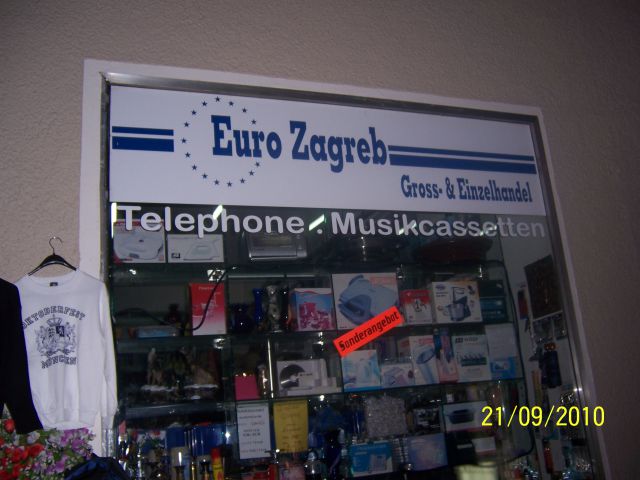 Euro Zagreb
Gross- & Einzelhandel
Telephone . Musikcassetten
Sonderangebot
OKTOBERFEST
MÜNCHEN
21/09/2010